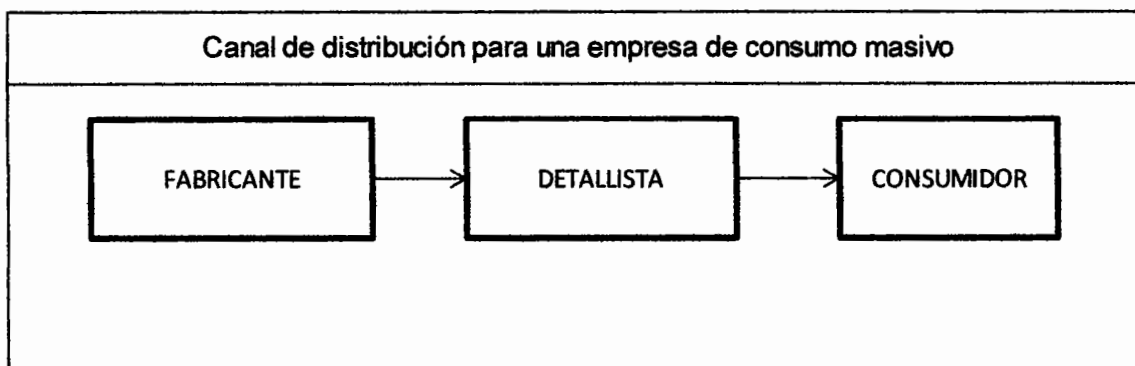 Canal de distribución para una empresa de consumo masivo
FABRICANTE
DETALLISTA
CONSUMIDOR